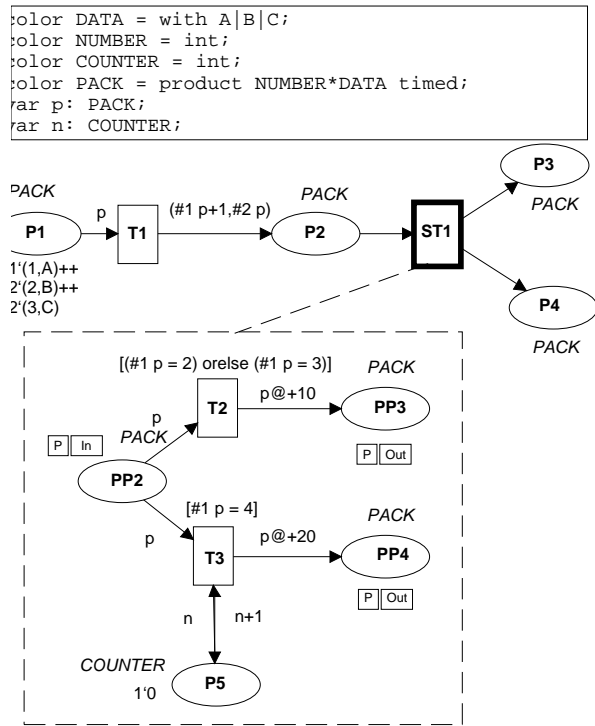 color DATA = with A|B|C;
color NUMBER = int;
color COUNTER = int;
color PACK = product NUMBER*DATA timed;
var p: PACK;
var n: COUNTER;
P3
PACK
PACK
PACK
p
(#1 p+1,#2 p)
P1
T1
P2
ST1
1‘(1,A)++
2‘(2,B)++
2‘(3,C)
P4
PACK
[(#1 p = 2) orelse (#1 p = 3)]
PACK
p@+10
T2
p
PACK
PP3
P In
P Out
PP2
[#1 p = 4]
PACK
p
p@+20
T3
PP4
P Out
n
n+1
COUNTER
1‘0
P5